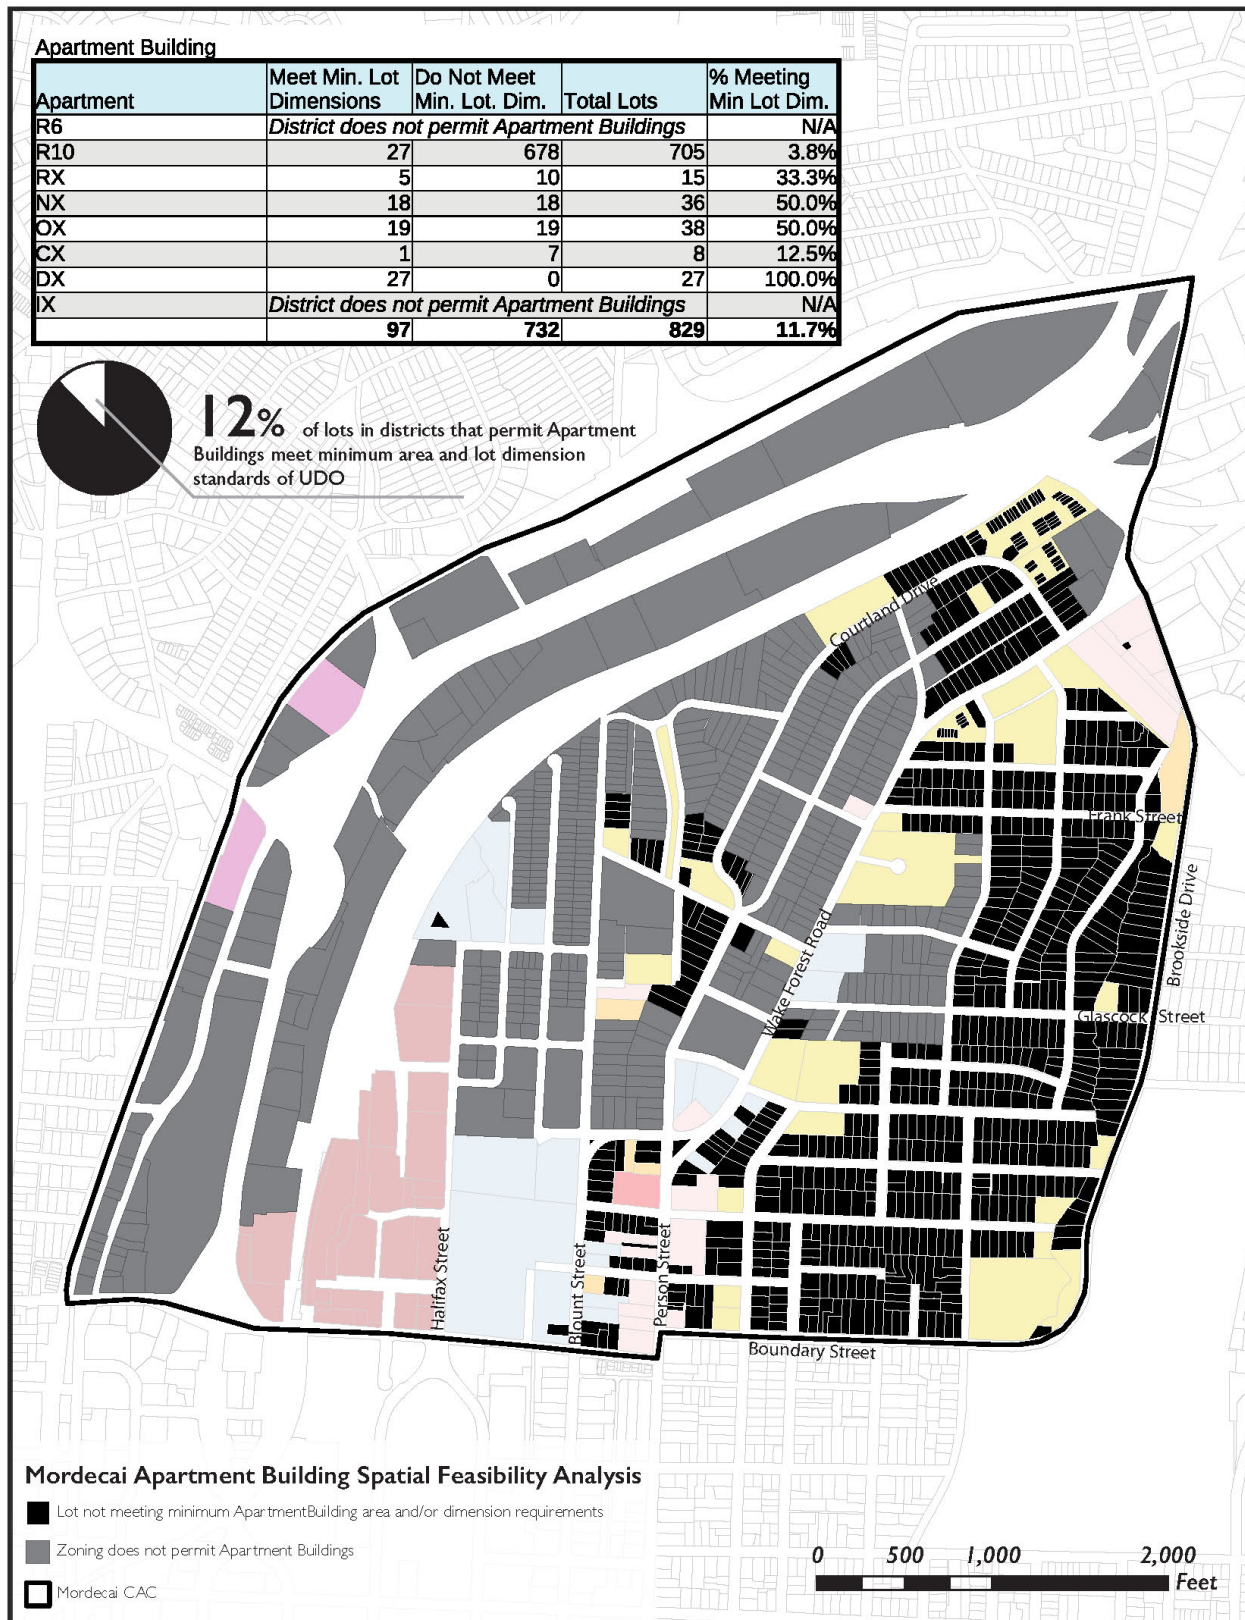 Apartment Building
Apartment | Meet Min. Lot Dimensions | Do Not Meet Min. Lot. Dim. | Total Lots | % Meeting Min Lot Dim.
R6 | District does not permit Apartment Buildings | N/A
R10 | 27 | 678 | 705 | 3.8%
RX | 5 | 10 | 15 | 33.3%
NX | 18 | 18 | 36 | 50.0%
OX | 19 | 19 | 38 | 50.0%
CX | 1 | 7 | 8 | 12.5%
DX | 27 | 0 | 27 | 100.0%
IX | District does not permit Apartment Buildings | N/A
97 | 732 | 829 | 11.7%
12% of lots in districts that permit Apartment
Buildings meet minimum area and lot dimension
standards of UDO
Courtland Drive
Frank Street
Brookside Drive
Wake Forest Road
Glascock Street
Halifax Street
Blount Street
Person Street
Boundary Street
Mordecai Apartment Building Spatial Feasibility Analysis
Lot not meeting minimum ApartmentBuilding area and/or dimension requirements
Zoning does not permit Apartment Buildings
Mordecai CAC
0 500 1,000 2,000
Feet